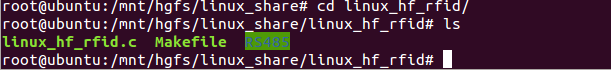 root@ubuntu:/mnt/hgfs/linux_share# cd linux_hf_rfid/
root@ubuntu:/mnt/hgfs/linux_share/linux_hf_rfid# ls
linux_hf_rfid.c Makefile RS485
root@ubuntu:/mnt/hgfs/linux_share/linux_hf_rfid#